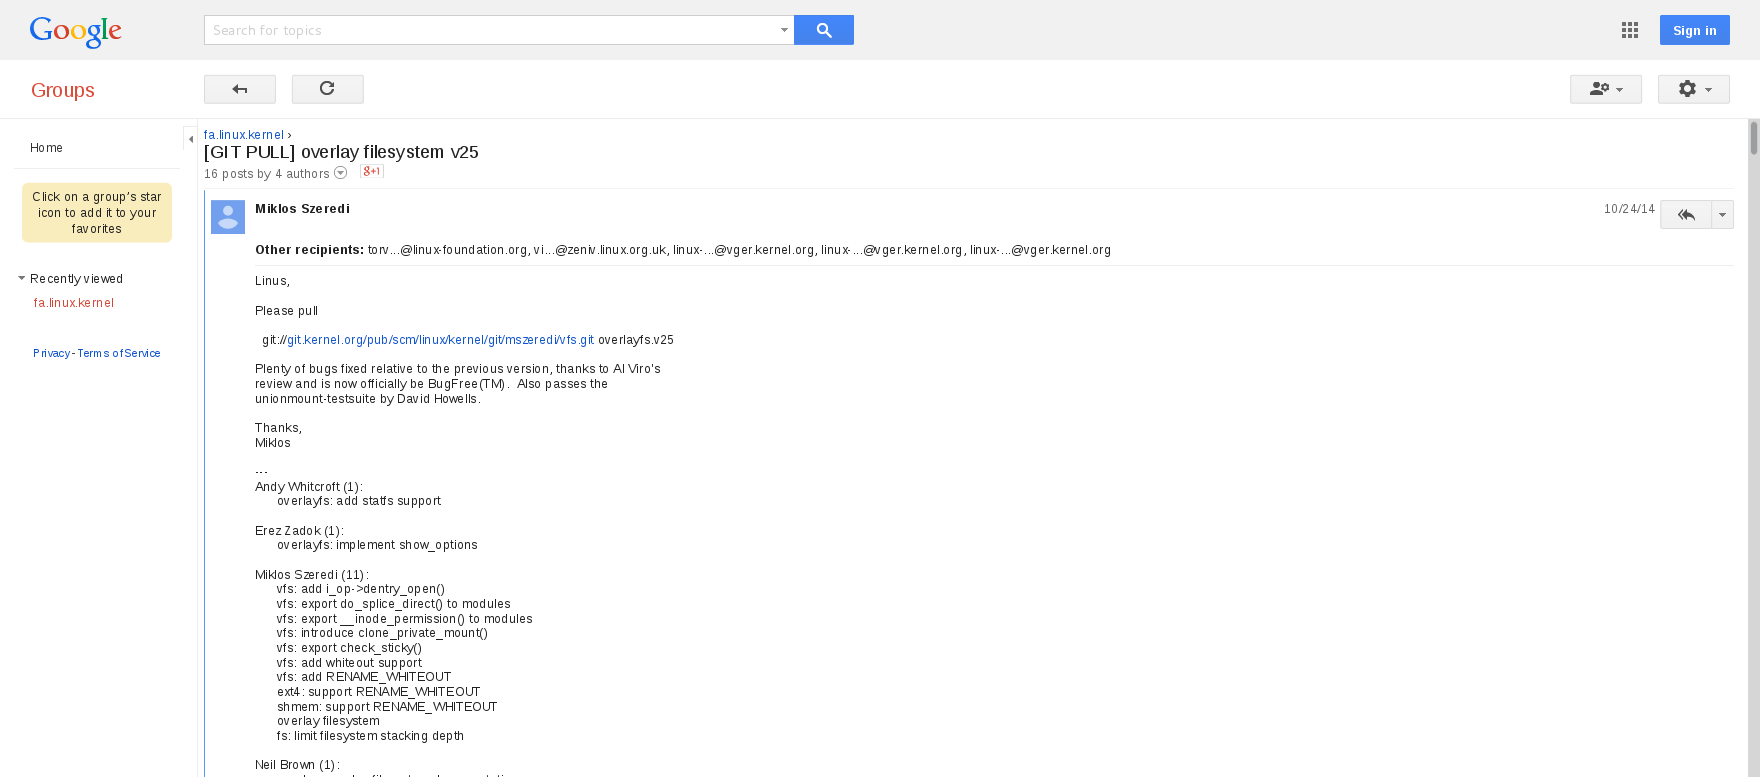 Google
Search for topics
Sign in
Groups
Home
Click on a group's star
icon to add it to your
favorites
Recently viewed
fa.linux.kernel
Privacy - Terms of Service
fa.linux.kernel ›
[GIT PULL] overlay filesystem v25
16 posts by 4 authors
g+1
Miklos Szeredi
10/24/14
Other recipients: torv...@linux-foundation.org, vi...@zeniv.linux.org.uk, linux-...@vger.kernel.org, linux-...@vger.kernel.org, linux-...@vger.kernel.org
Linus,
Please pull
git://git.kernel.org/pub/scm/linux/kernel/git/mszeredi/vfs.git overlayfs.v25
Plenty of bugs fixed relative to the previous version, thanks to Al Viro's
review and is now officially be BugFree(TM).  Also passes the
unionmount-testsuite by David Howells.
Thanks,
Miklos
---
Andy Whitcroft (1):
overlayfs: add statfs support
Erez Zadok (1):
overlayfs: implement show_options
Miklos Szeredi (11):
vfs: add i_op->dentry_open()
vfs: export do_splice_direct() to modules
vfs: export __inode_permission() to modules
vfs: introduce clone_private_mount()
vfs: export check_sticky()
vfs: add whiteout support
vfs: add RENAME_WHITEOUT
ext4: support RENAME_WHITEOUT
shmem: support RENAME_WHITEOUT
overlay filesystem
fs: limit filesystem stacking depth
Neil Brown (1):